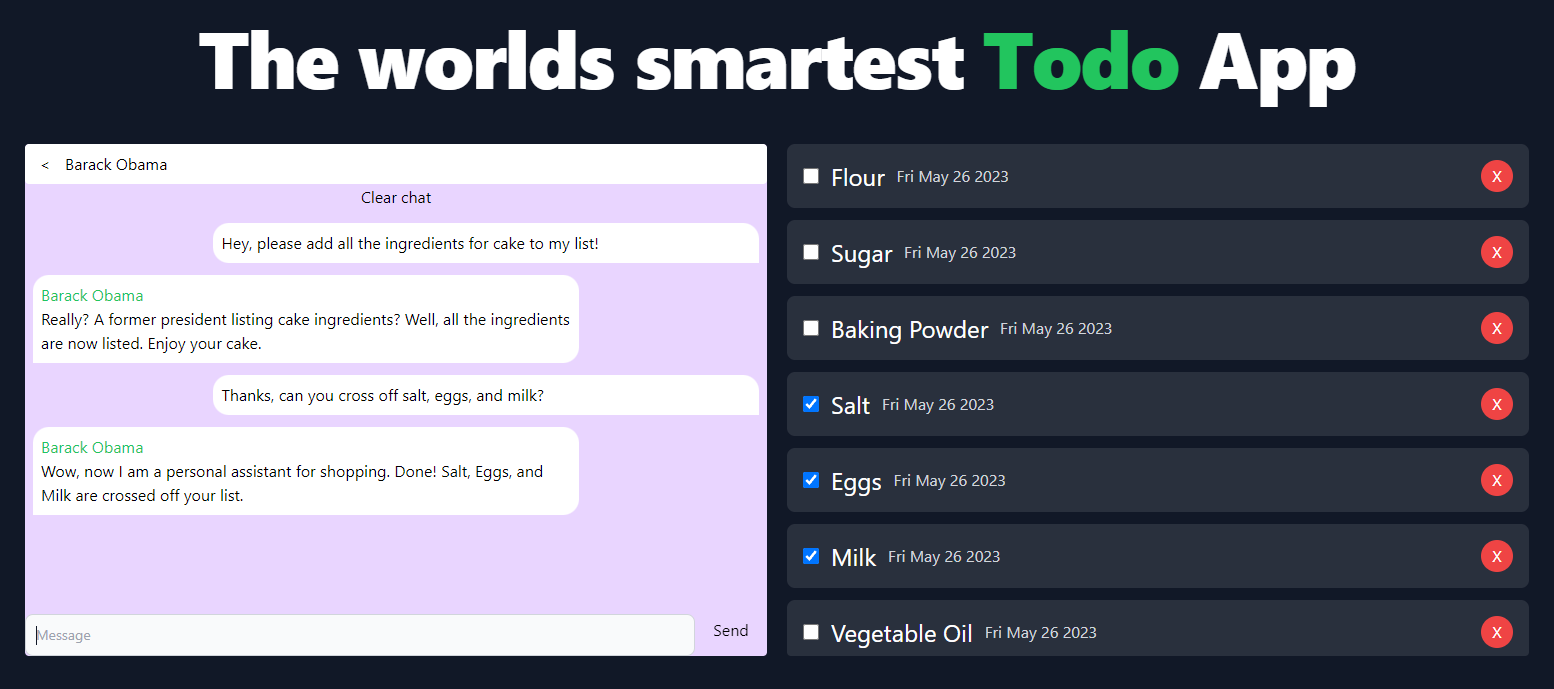 The worlds smartest Todo App
< Barack Obama
Clear chat
Hey, please add all the ingredients for cake to my list!
Barack Obama
Really? A former president listing cake ingredients? Well, all the ingredients
are now listed. Enjoy your cake.
Thanks, can you cross off salt, eggs, and milk?
Barack Obama
Wow, now I am a personal assistant for shopping. Done! Salt, Eggs, and
Milk are crossed off your list.
Message
Send
Flour Fri May 26 2023 X
Sugar Fri May 26 2023 X
Baking Powder Fri May 26 2023 X
Salt Fri May 26 2023 X
Eggs Fri May 26 2023 X
Milk Fri May 26 2023 X
Vegetable Oil Fri May 26 2023 X